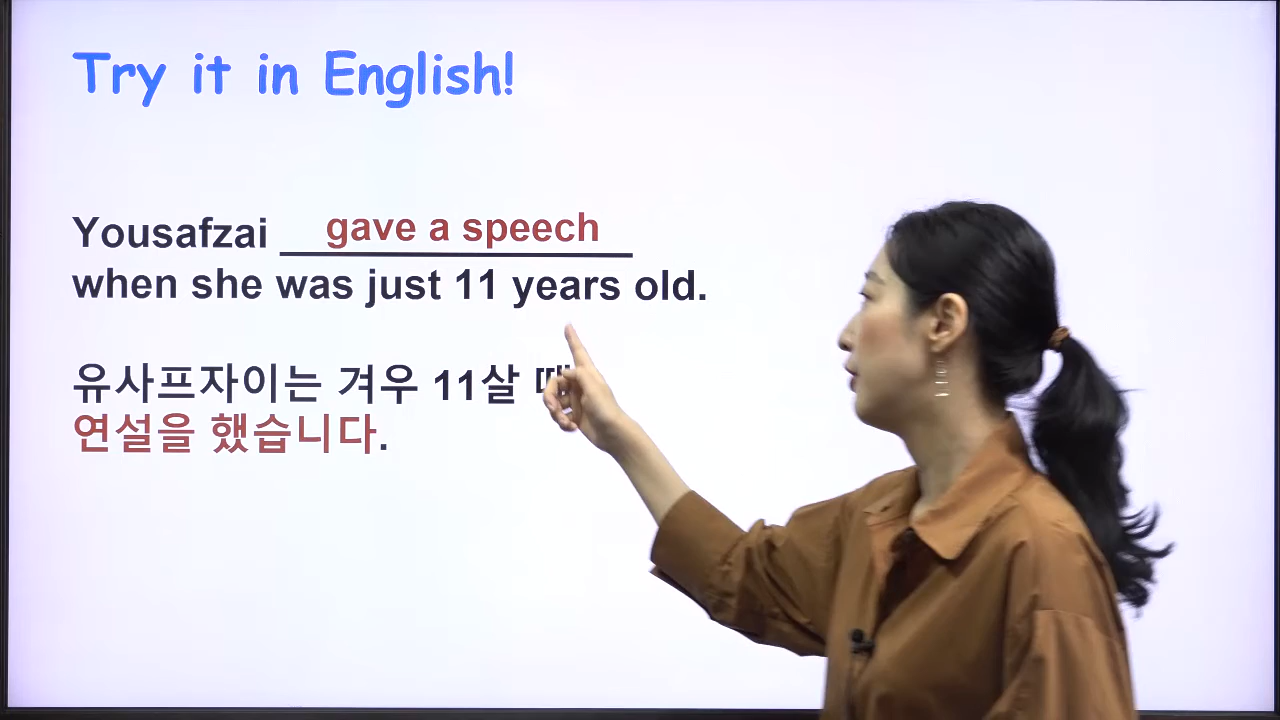 Try it in English!
Yousafzai gave a speech
when she was just 11 years old.
유사프자이는 겨우 11살
연설을 했습니다.